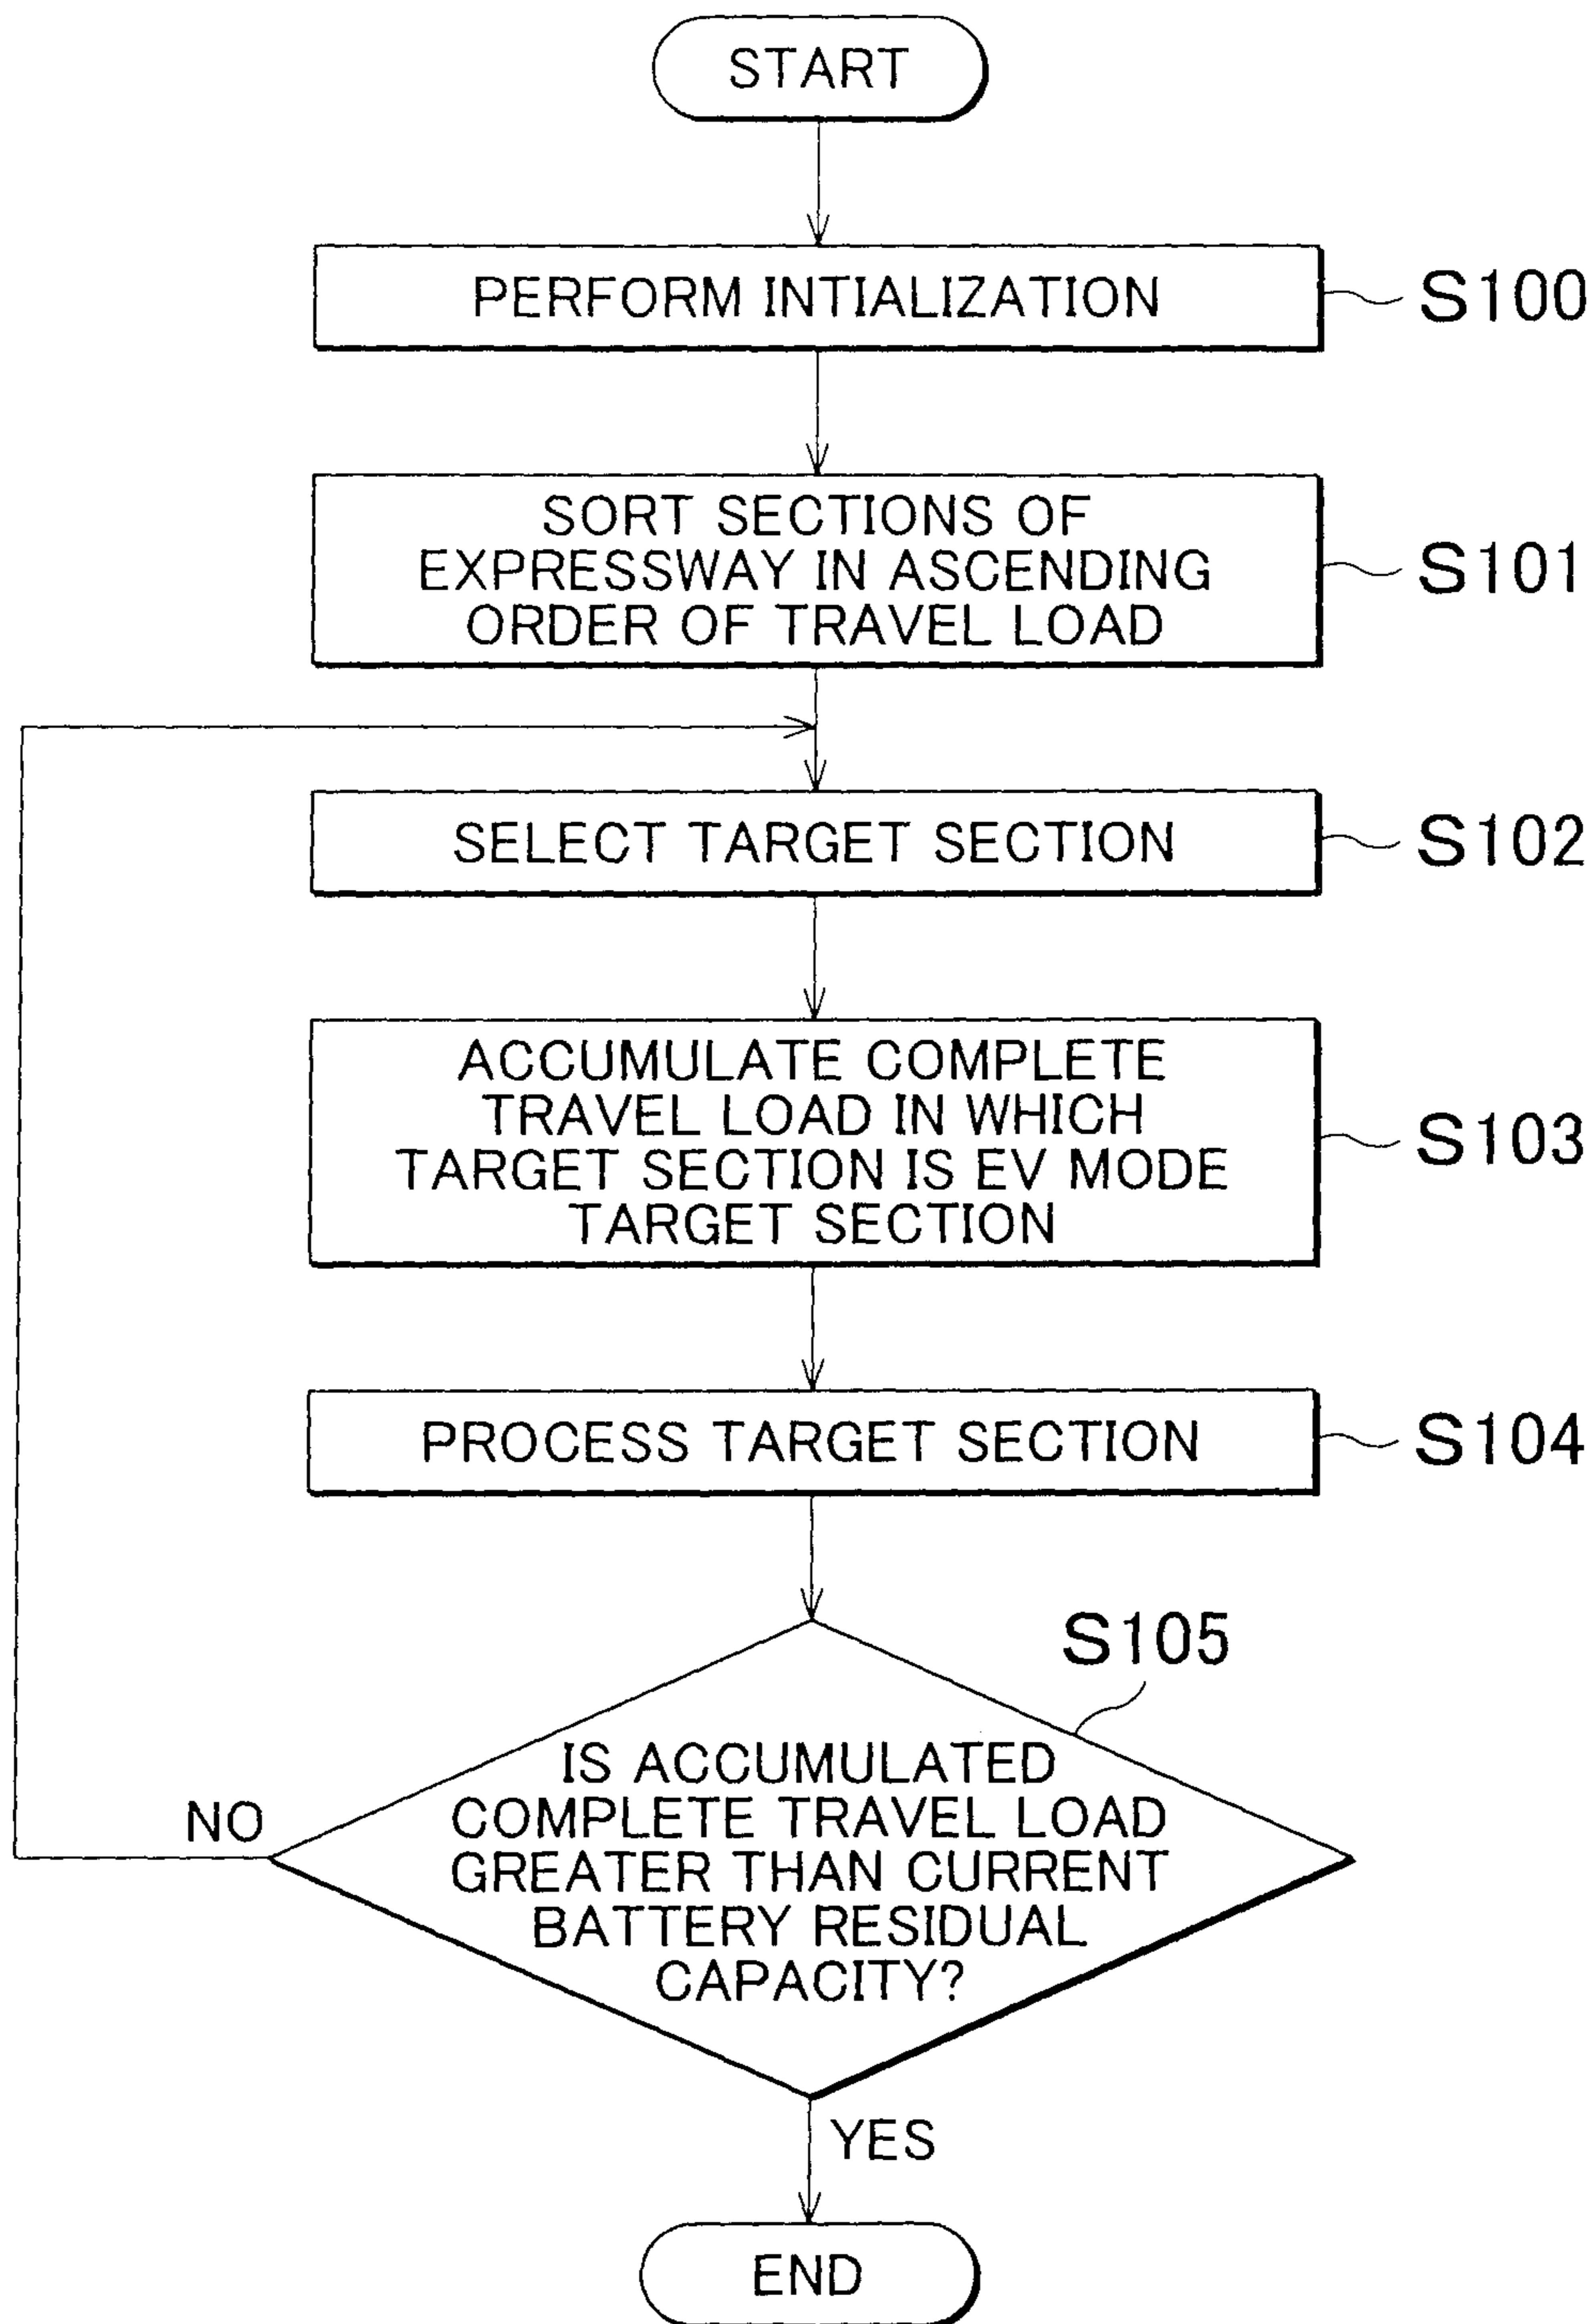 START
PERFORM INTIALIZATION
S100
SORT SECTIONS OF
EXPRESSWAY IN ASCENDING
ORDER OF TRAVEL LOAD
S101
SELECT TARGET SECTION
S102
ACCUMULATE COMPLETE
TRAVEL LOAD IN WHICH
TARGET SECTION IS EV MODE
TARGET SECTION
S103
PROCESS TARGET SECTION
S104
S105
IS ACCUMULATED
COMPLETE TRAVEL LOAD
GREATER THAN CURRENT
BATTERY RESIDUAL
CAPACITY?
NO
YES
END